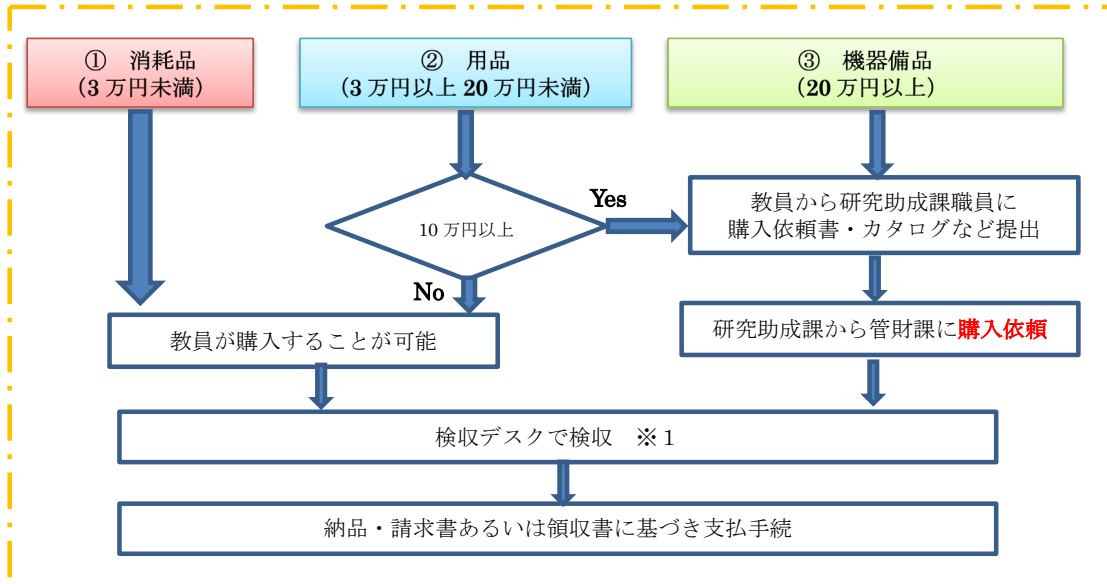 ① 消耗品
（3 万円未満）
② 用品
（3 万円以上 20 万円未満）
③ 機器備品
（20 万円以上）
10 万円以上
Yes
No
教員から研究助成課職員に
購入依頼書・カタログなど提出
教員が購入することが可能
研究助成課から管財課に購入依頼
検収デスクで検収 ※１
納品・請求書あるいは領収書に基づき支払手続